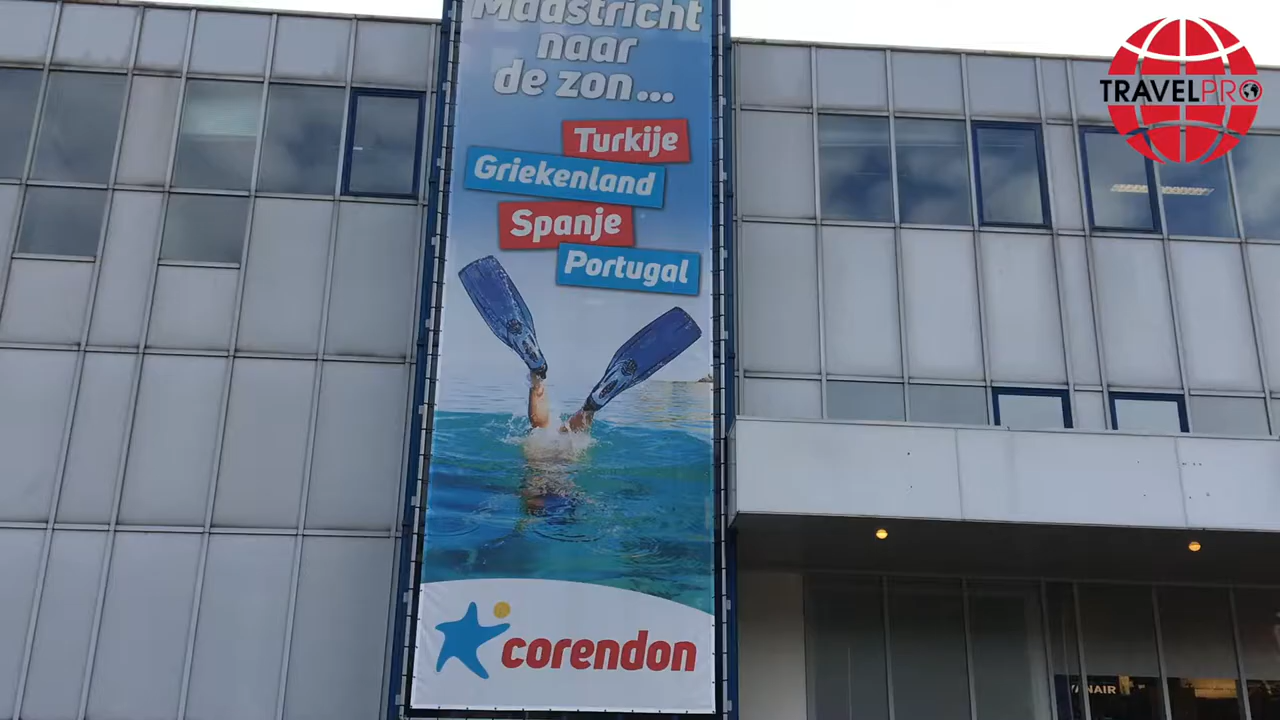 Maastricht
naar
de zon...
Turkije
Griekenland
Spanje
Portugal
corendon
TRAVELPRO